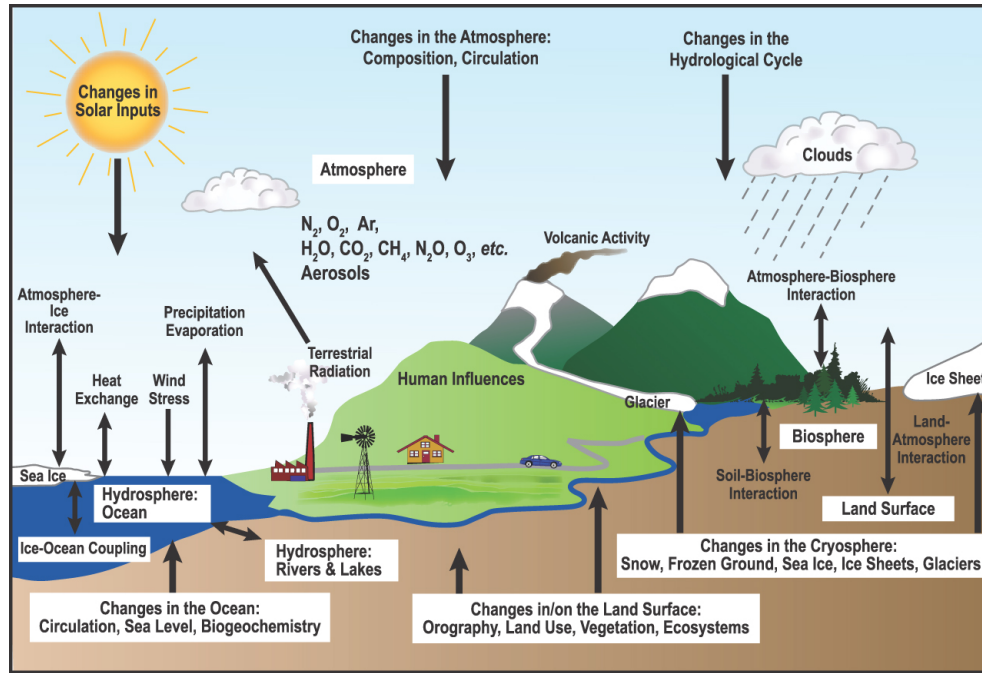 Changes in the Atmosphere:
Composition, Circulation
Changes in the
Hydrological Cycle
Changes in
Solar Inputs
Clouds
Atmosphere
N₂, O₂, Ar,
H₂O, CO₂, CH₄, N₂O, O₃, etc.
Aerosols
Volcanic Activity
Atmosphere-Biosphere
Interaction
Atmosphere-
Ice
Interaction
Precipitation
Evaporation
Terrestrial
Radiation
Heat
Exchange
Wind
Stress
Human Influences
Glacier
Ice Sheet
Land-
Atmosphere
Interaction
Biosphere
Soil-Biosphere
Interaction
Land Surface
Sea Ice
Hydrosphere:
Ocean
Ice-Ocean Coupling
Hydrosphere:
Rivers & Lakes
Changes in the Cryosphere:
Snow, Frozen Ground, Sea Ice, Ice Sheets, Glaciers
Changes in the Ocean:
Circulation, Sea Level, Biogeochemistry
Changes in/on the Land Surface:
Orography, Land Use, Vegetation, Ecosystems